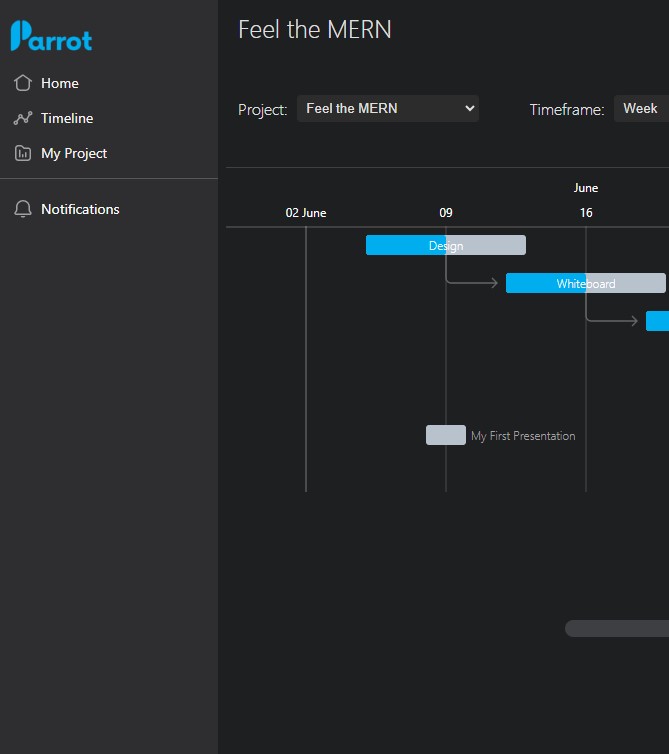 Parrot
Feel the MERN
Home
Timeline
My Project
Notifications
Project: Feel the MERN Timeframe: Week
June
02 June 09 16
Design
Whiteboard
My First Presentation